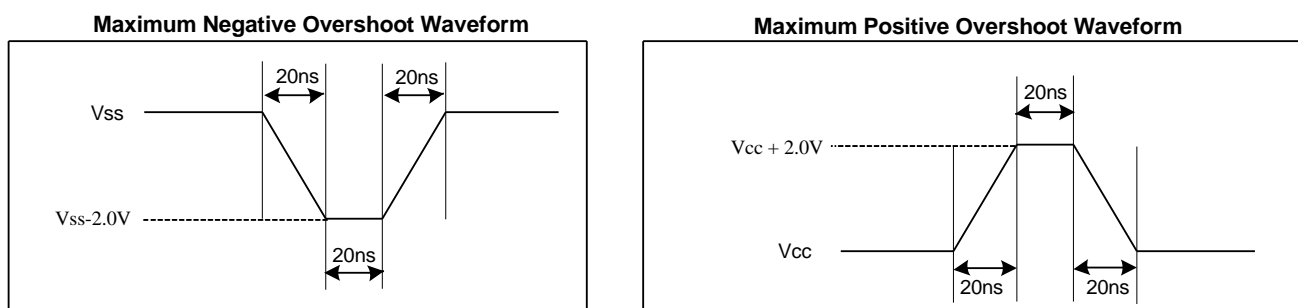 Maximum Negative Overshoot Waveform
20ns
20ns
Vss
Vss-2.0V
20ns
Maximum Positive Overshoot Waveform
20ns
Vcc + 2.0V
Vcc
20ns
20ns